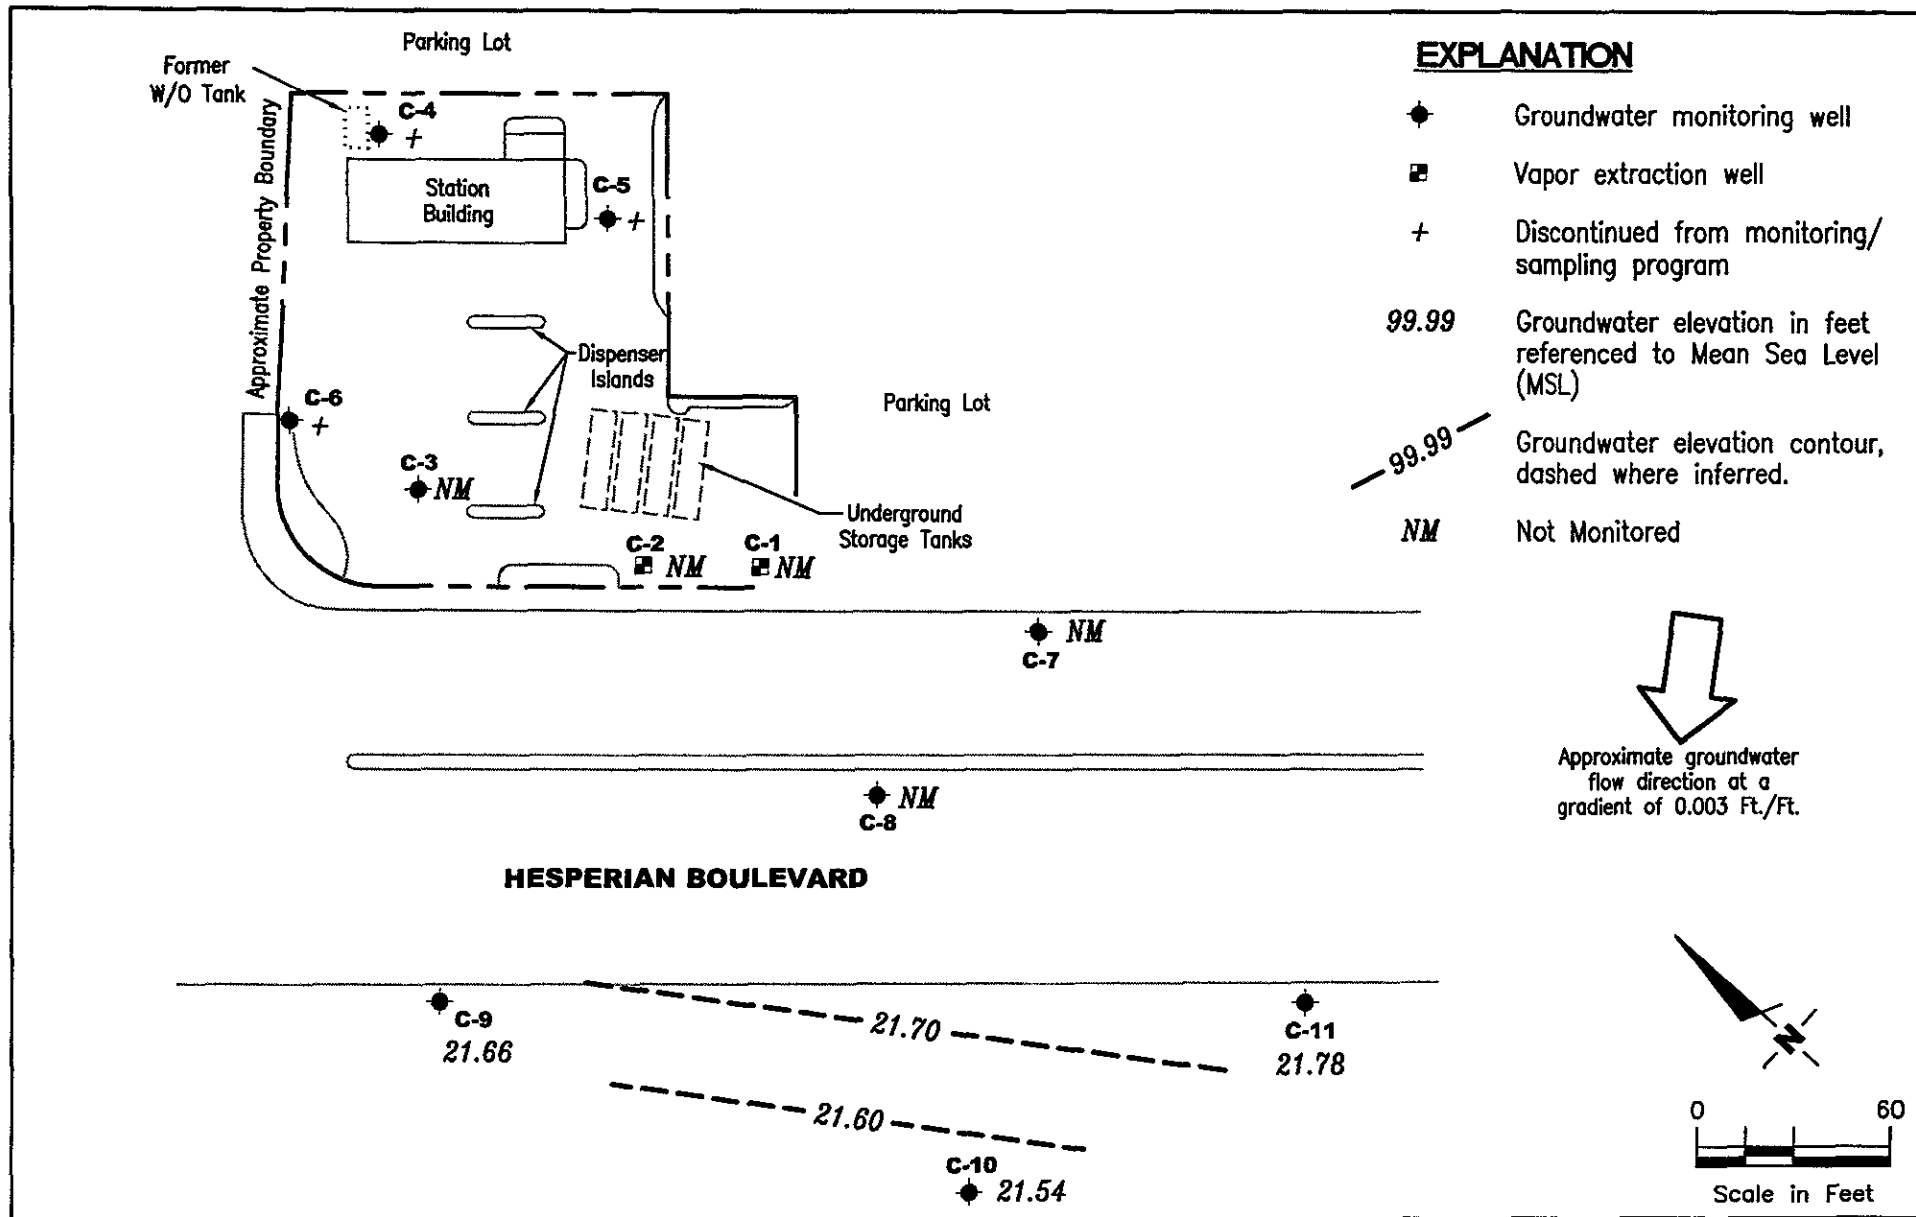 Parking Lot
Former
W/O Tank
C-4
+
Station
Building
C-5
+
Approximate Property Boundary
Dispenser
Islands
C-6
+
C-3
NM
Parking Lot
Underground
Storage Tanks
C-2
NM
C-1
NM
NM
C-7
NM
C-8
HESPERIAN BOULEVARD
C-9
21.66
21.70
C-11
21.78
21.60
C-10
21.54
EXPLANATION
Groundwater monitoring well
Vapor extraction well
+ Discontinued from monitoring/
sampling program
99.99 Groundwater elevation in feet
referenced to Mean Sea Level
(MSL)
99.99 Groundwater elevation contour,
dashed where inferred.
NM Not Monitored
Approximate groundwater
flow direction at a
gradient of 0.003 Ft./Ft.
N
0 60
Scale in Feet